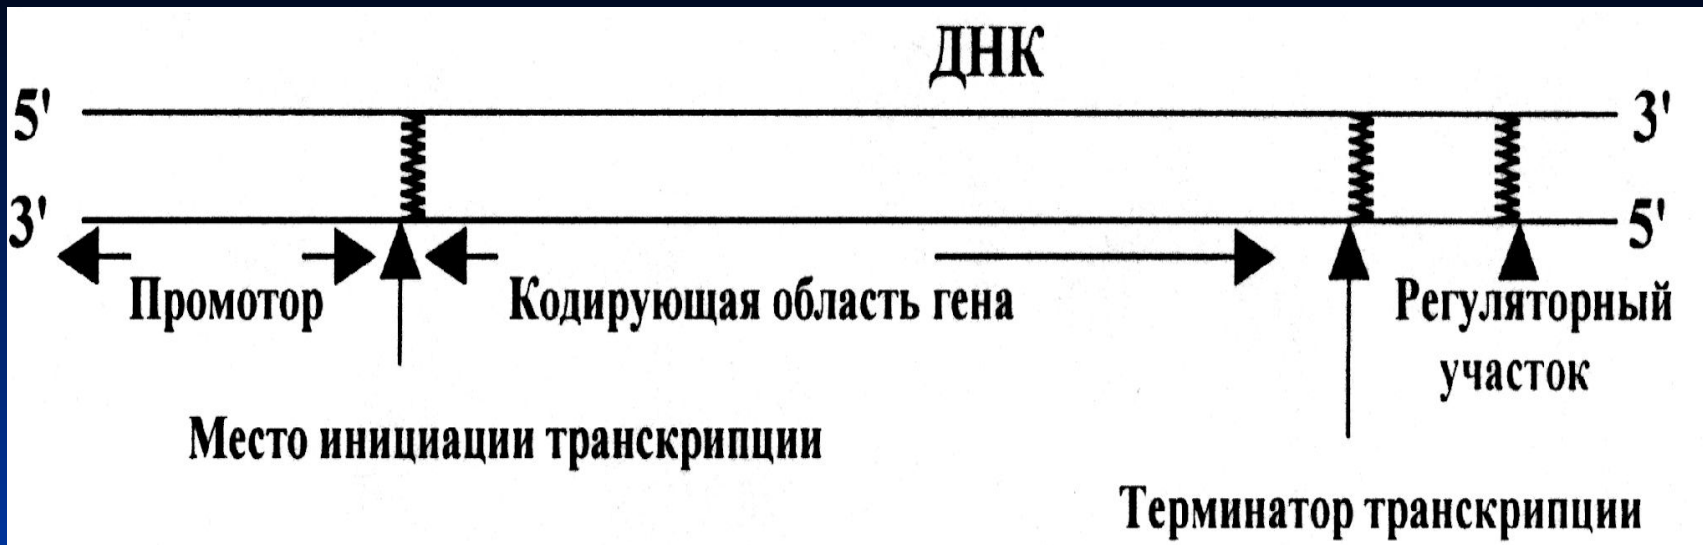 ДНК
5'
3'
3'
5'
Промотор
Кодирующая область гена
Регуляторный
участок
Место инициации транскрипции
Терминатор транскрипции